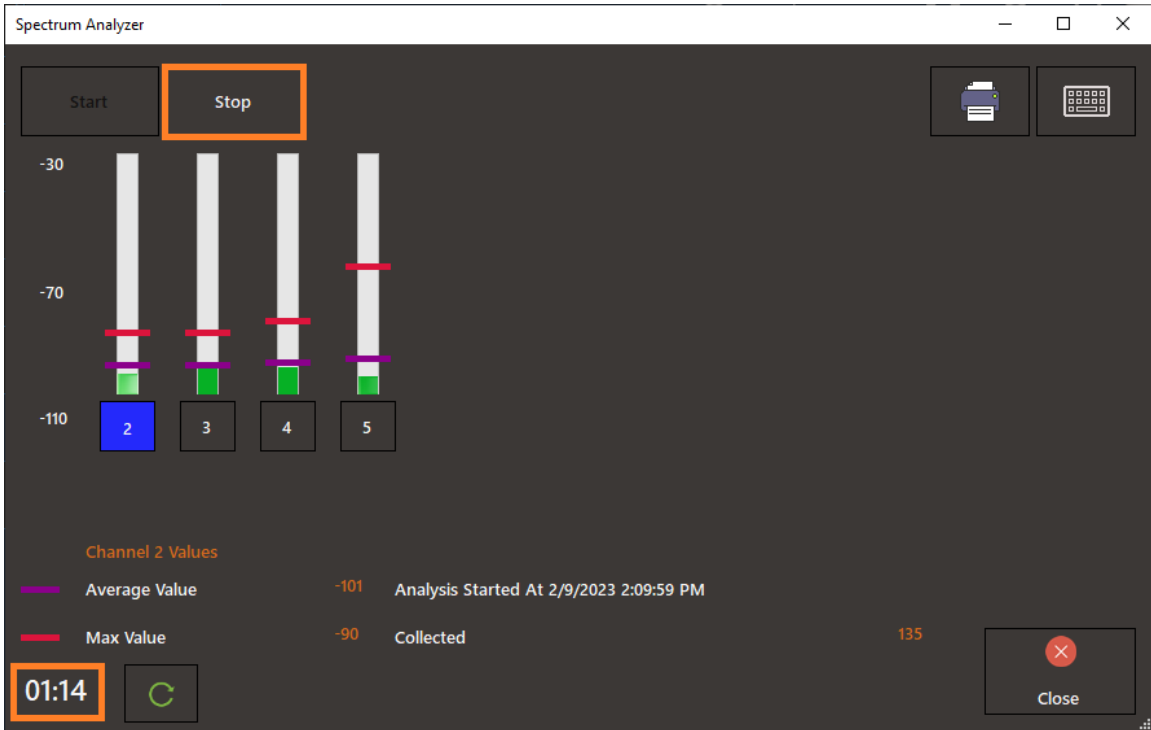 Spectrum Analyzer
Start Stop
-30
-70
-110
2 3 4 5
Channel 2 Values
Average Value -101 Analysis Started At 2/9/2023 2:09:59 PM
Max Value -90 Collected 135
01:14
Close